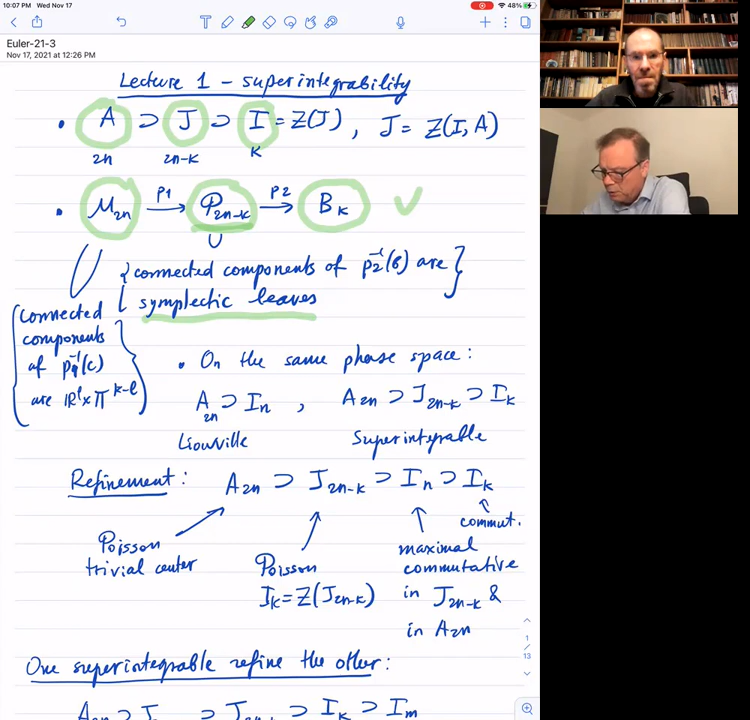 10:07 PM Wed Nov 17
48%
Euler-21-3
Nov 17, 2021 at 12:26 PM
Lecture 1 – superintegrability
• A ⊃ J ⊃ I = Z(J), J = Z(I, A)
2n 2n-k k
• M₂ₙ →(p1) P₂ₙ₋ₖ →(p2) Bₖ ✓
{connected components of p₂⁻¹(b) are
symplectic leaves}
{connected
components
of p₁⁻¹(c)
are ℝˡ × 𝕋ᵏ⁻ˡ}
• On the same phase space:
A₂ₙ ⊃ Iₙ , A₂ₙ ⊃ J₂ₙ₋ₖ ⊃ Iₖ
Liouville Superintegrable
Refinement: A₂ₙ ⊃ J₂ₙ₋ₖ ⊃ Iₙ ⊃ Iₖ
Poisson
trivial center
Poisson
Iₖ = Z(J₂ₙ₋ₖ)
maximal
commutative
in J₂ₙ₋ₖ &
in A₂ₙ
commut.
1
13
One superintegrable refine the other:
⊃ Iₖ ⊃ Iₘ